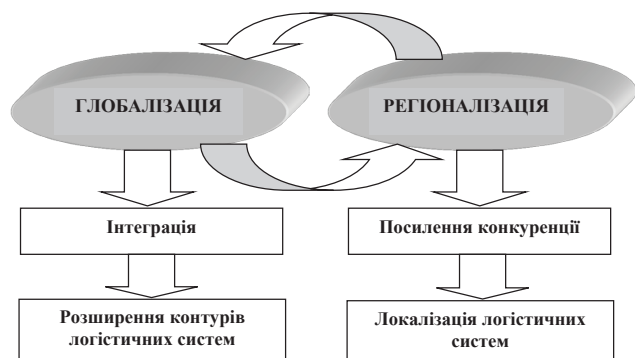 ГЛОБАЛІЗАЦІЯ
РЕГІОНАЛІЗАЦІЯ
Інтеграція
Посилення конкуренції
Розширення контурів
логістичних систем
Локалізація логістичних
систем